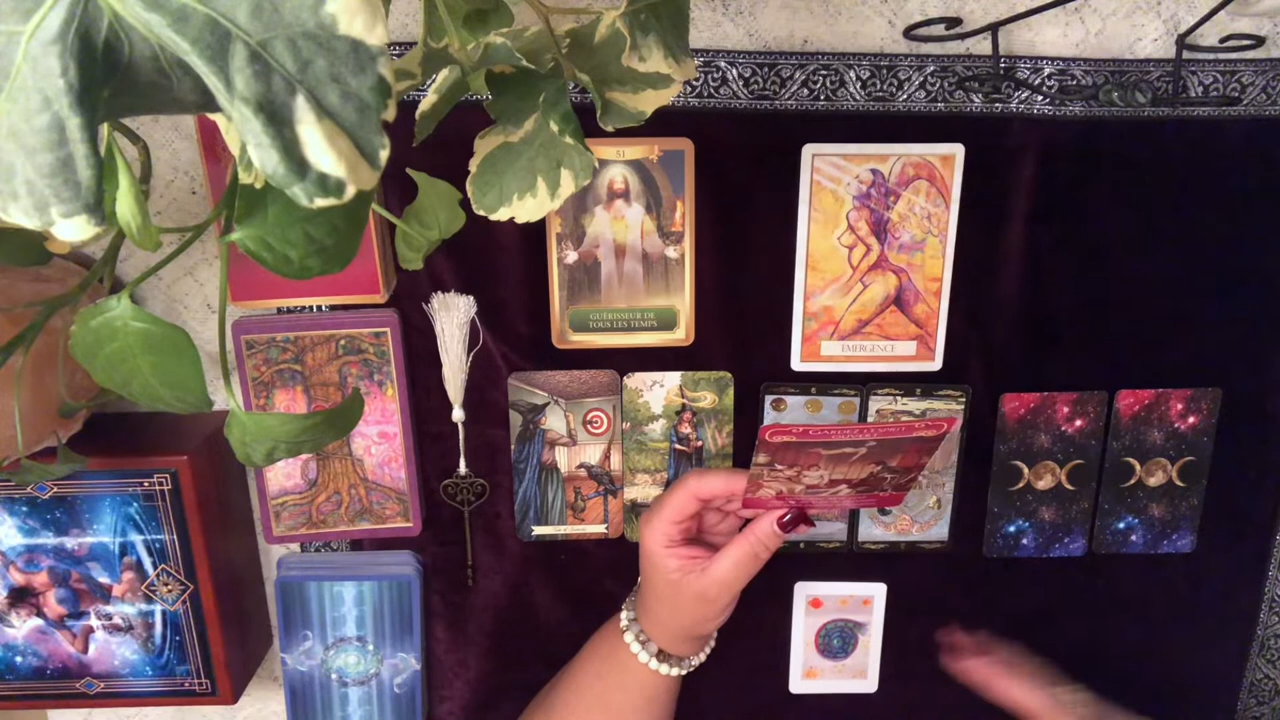 51
GUÉRISSEUR DE
TOUS LES TEMPS
EMERGENCE
GARDEZ L'ESPRIT
OUVERT